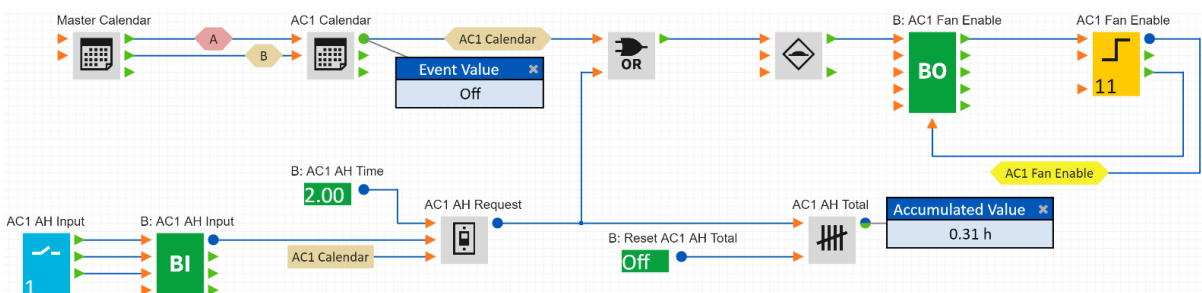 Master Calendar
AC1 Calendar
B: AC1 Fan Enable
AC1 Fan Enable
A
B
AC1 Calendar
Event Value ×
Off
OR
BO
11
B: AC1 AH Time
2.00
AC1 Fan Enable
AC1 AH Input
B: AC1 AH Input
AC1 AH Request
AC1 AH Total
Accumulated Value ×
0.31 h
B: Reset AC1 AH Total
Off
AC1 Calendar
BI
1